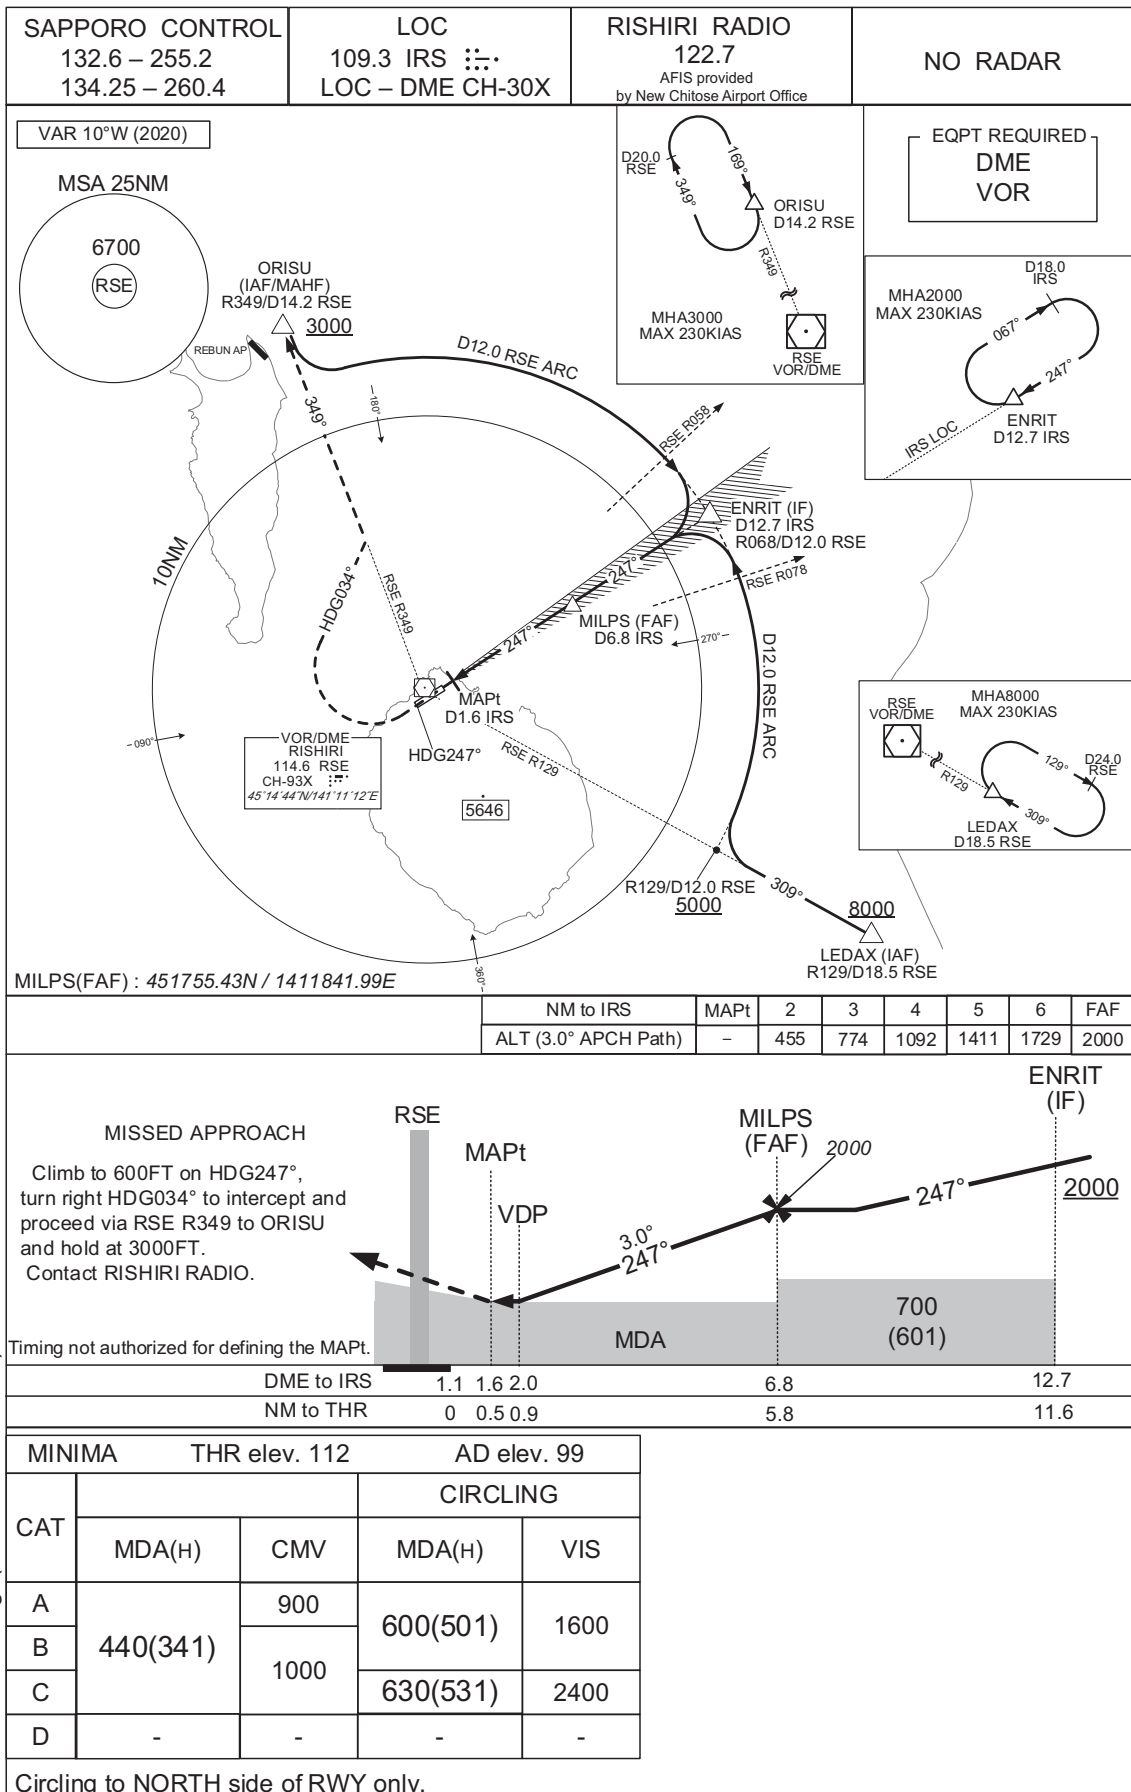 SAPPORO CONTROL
132.6 – 255.2
134.25 – 260.4
LOC
109.3 IRS
LOC – DME CH-30X
RISHIRI RADIO
122.7
AFIS provided
by New Chitose Airport Office
NO RADAR
VAR 10°W (2020)
MSA 25NM
6700
RSE
ORISU
(IAF/MAHF)
R349/D14.2 RSE
3000
REBUN AP
D12.0 RSE ARC
349°
180°
D20.0
RSE
169°
349°
ORISU
D14.2 RSE
R349
MHA3000
MAX 230KIAS
RSE
VOR/DME
EQPT REQUIRED
DME
VOR
D18.0
IRS
MHA2000
MAX 230KIAS
067°
247°
ENRIT
D12.7 IRS
IRS LOC
RSE R058
ENRIT (IF)
D12.7 IRS
R068/D12.0 RSE
RSE R078
10NM
HDG034°
RSE R349
247°
MILPS (FAF)
D6.8 IRS
270°
247°
D12.0 RSE ARC
MAPt
D1.6 IRS
HDG247°
RSE R129
090°
VOR/DME
RISHIRI
114.6 RSE
CH-93X
45°14´44˝N/141°11´12˝E
5646
RSE
VOR/DME
MHA8000
MAX 230KIAS
R129
129°
D24.0
RSE
309°
LEDAX
D18.5 RSE
R129/D12.0 RSE
5000
309°
8000
LEDAX (IAF)
R129/D18.5 RSE
360°
MILPS(FAF) : 451755.43N / 1411841.99E
NM to IRS MAPt 2 3 4 5 6 FAF
ALT (3.0° APCH Path) – 455 774 1092 1411 1729 2000
MISSED APPROACH
Climb to 600FT on HDG247°,
turn right HDG034° to intercept and
proceed via RSE R349 to ORISU
and hold at 3000FT.
Contact RISHIRI RADIO.
Timing not authorized for defining the MAPt.
RSE
MAPt
VDP
MILPS
(FAF)
2000
ENRIT
(IF)
2000
247°
3.0°
247°
MDA
700
(601)
DME to IRS 1.1 1.6 2.0 6.8 12.7
NM to THR 0 0.5 0.9 5.8 11.6
MINIMA THR elev. 112 AD elev. 99
CAT CIRCLING
MDA(H) CMV MDA(H) VIS
A 440(341) 900 600(501) 1600
B 1000
C 630(531) 2400
D - - - -
Circling to NORTH side of RWY only.